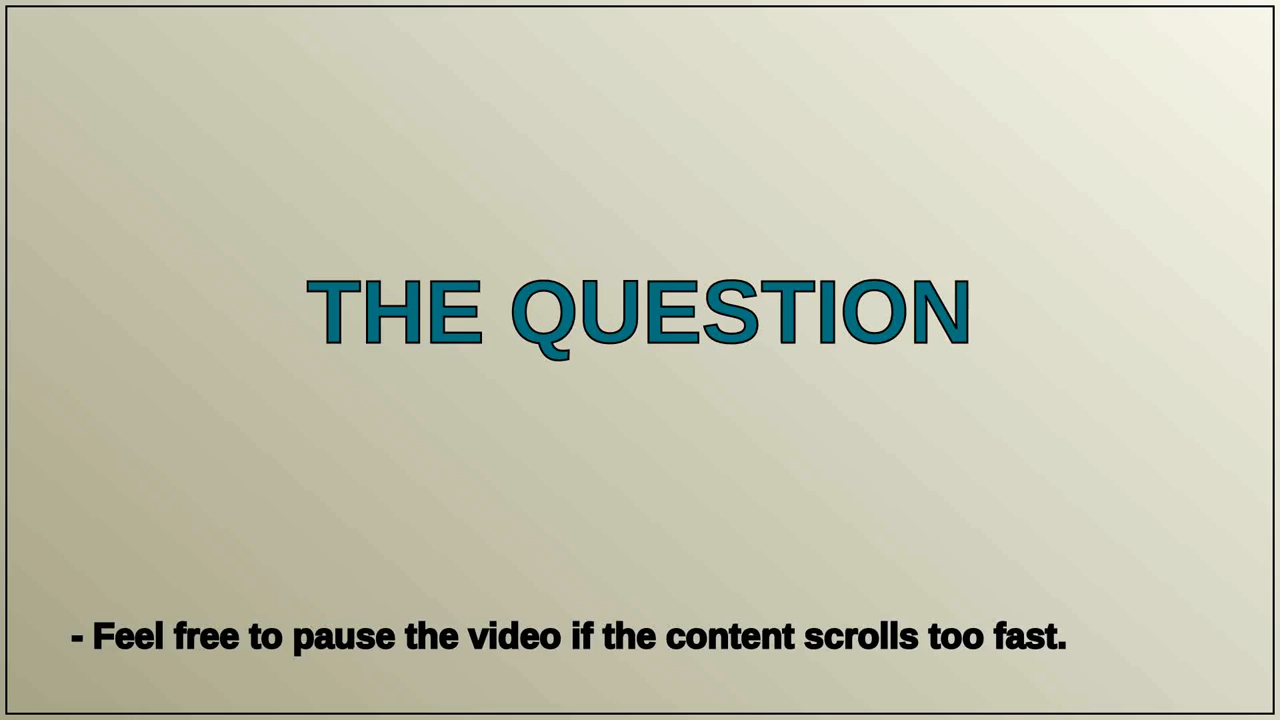 THE QUESTION
- Feel free to pause the video if the content scrolls too fast.